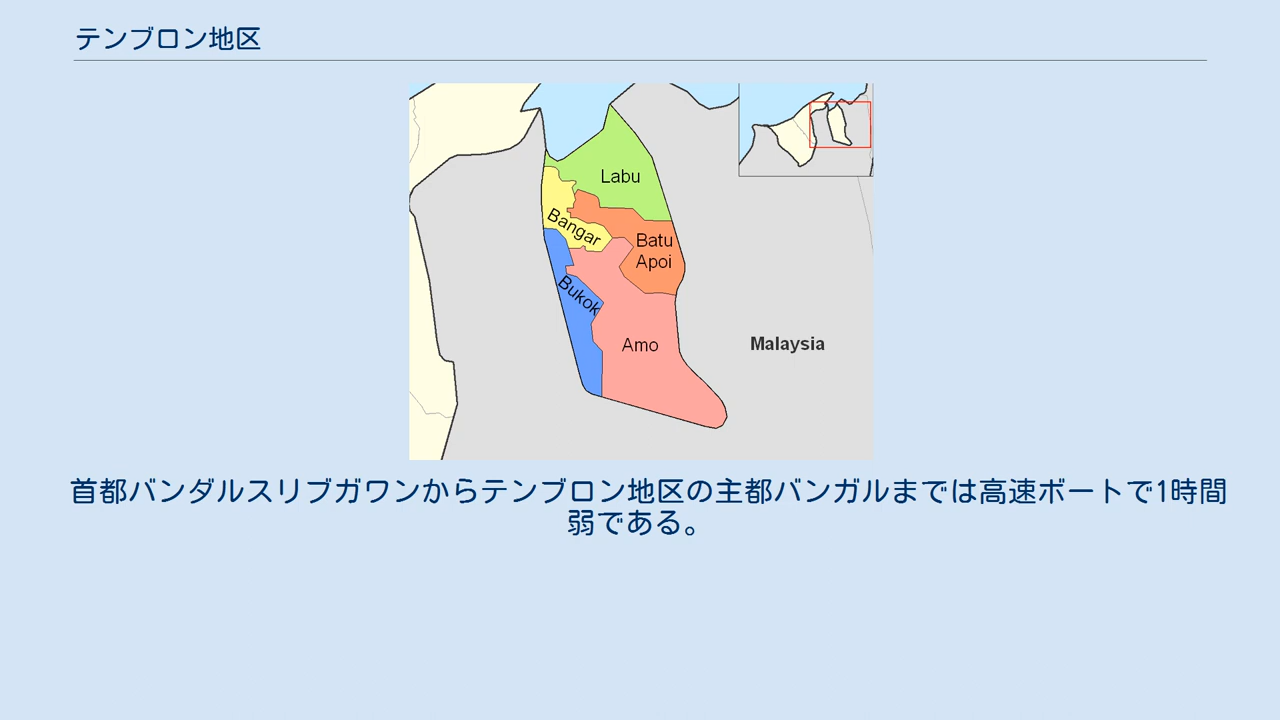 テンブロン地区
Labu
Bangar
Batu
Apoi
Bukok
Amo
Malaysia
首都バンダルスリブガワンからテンブロン地区の主都バンガルまでは高速ボートで1時間
弱である。